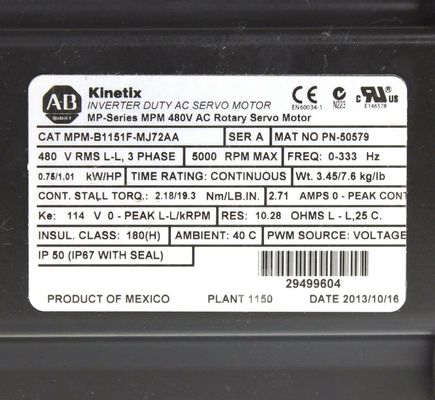 AB
QUALITY
Kinetix
INVERTER DUTY AC SERVO MOTOR
MP-Series MPM 480V AC Rotary Servo Motor
CE
EN60034-1
N223
c UR US
E146578
CAT MPM-B1151F-MJ72AA SER A MAT NO PN-50579
480 V RMS L-L, 3 PHASE 5000 RPM MAX FREQ: 0-333 Hz
0.75/1.01 kW/HP TIME RATING: CONTINUOUS Wt. 3.45/7.6 kg/lb
CONT. STALL TORQ.: 2.18/19.3 Nm/LB.IN. 2.71 AMPS 0 - PEAK CONT
Ke: 114 V 0 - PEAK L-L/kRPM RES: 10.28 OHMS L - L,25 C.
INSUL. CLASS: 180(H) AMBIENT: 40 C PWM SOURCE: VOLTAGE
IP 50 (IP67 WITH SEAL)
29499604
PRODUCT OF MEXICO PLANT 1150 DATE 2013/10/16